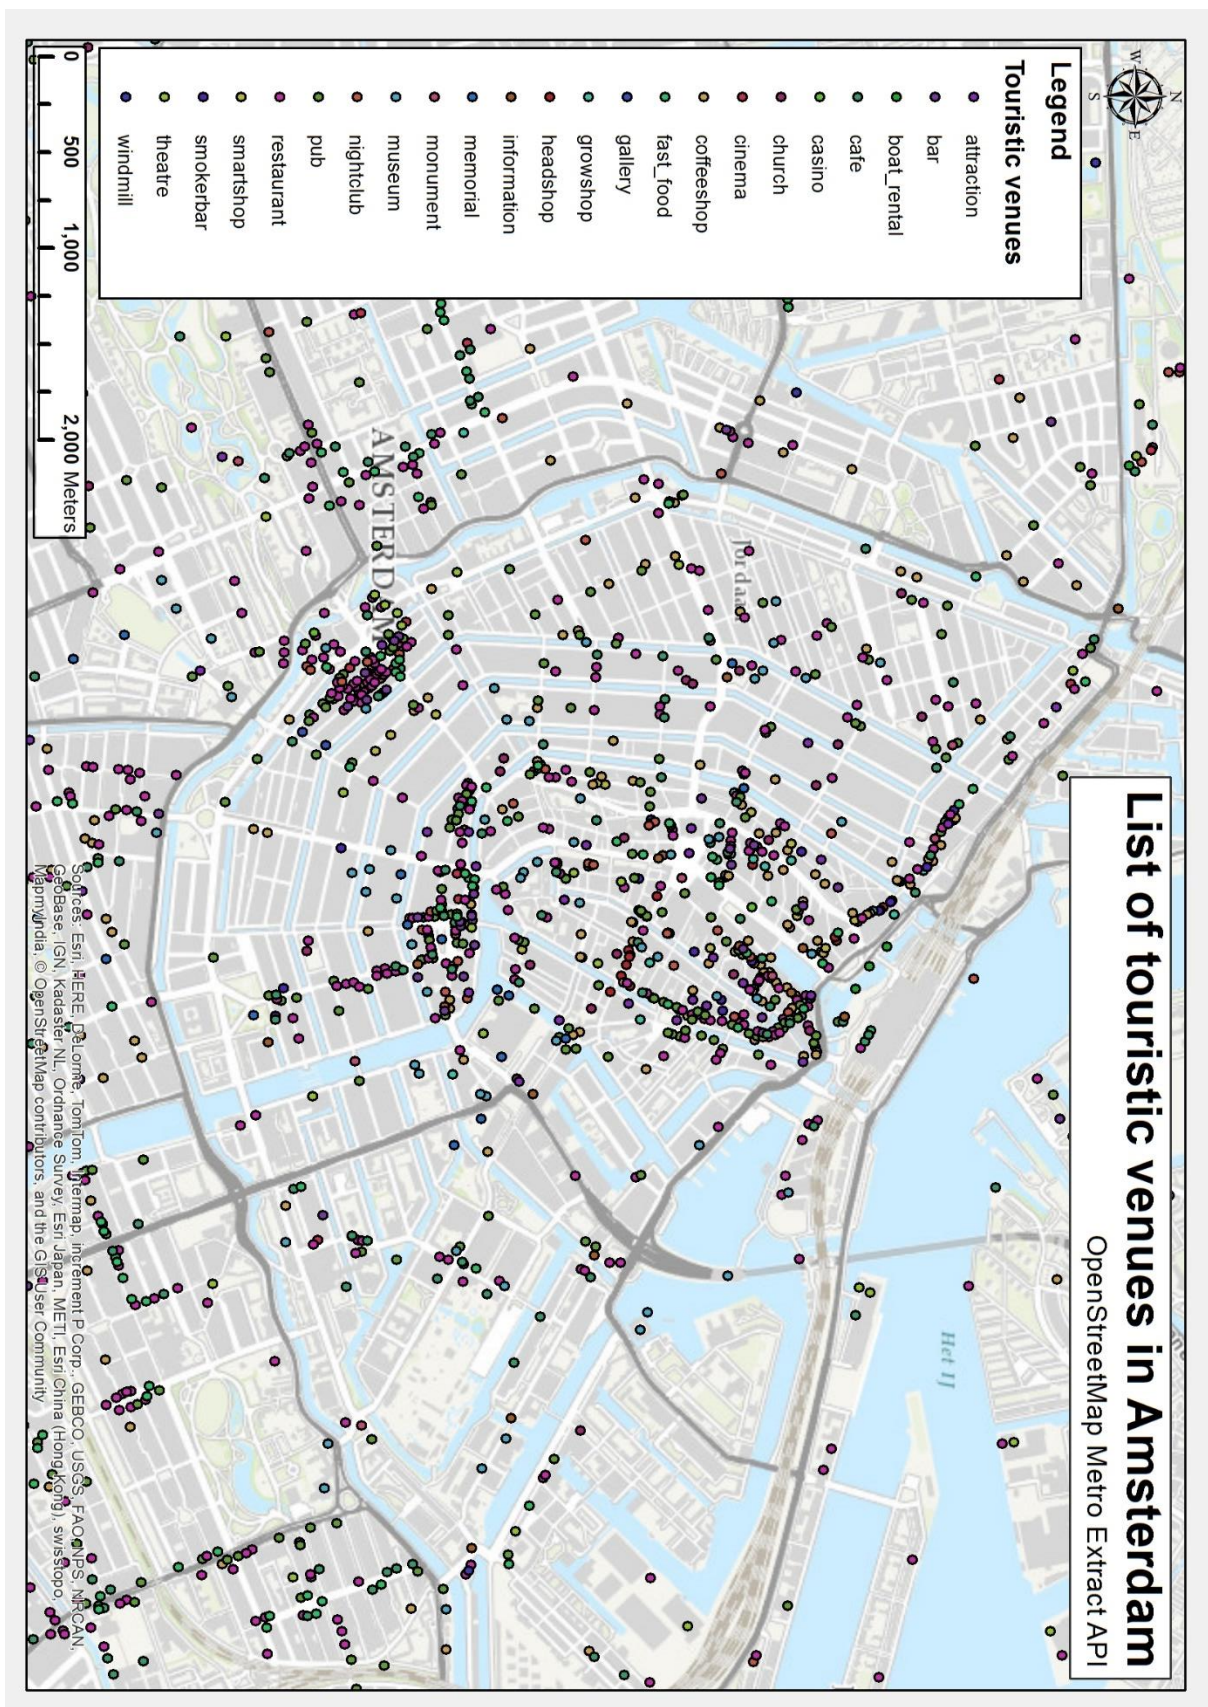 List of touristic venues in Amsterdam
OpenStreetMap Metro Extract API
N
W
E
S
Legend
Touristic venues
attraction
bar
boat_rental
cafe
casino
church
cinema
coffeeshop
fast_food
gallery
growshop
headshop
information
memorial
monument
museum
nightclub
pub
restaurant
smartshop
smokerbar
theatre
windmill
0 500 1,000 2,000 Meters
Jordaan
AMSTERDAM
Het IJ
Sources: Esri, HERE, DeLorme, TomTom, Intermap, increment P Corp., GEBCO, USGS, FAO, NPS, NRCAN,
GeoBase, IGN, Kadaster NL, Ordnance Survey, Esri Japan, METI, Esri China (Hong Kong), swisstopo,
MapmyIndia, © OpenStreetMap contributors, and the GIS User Community